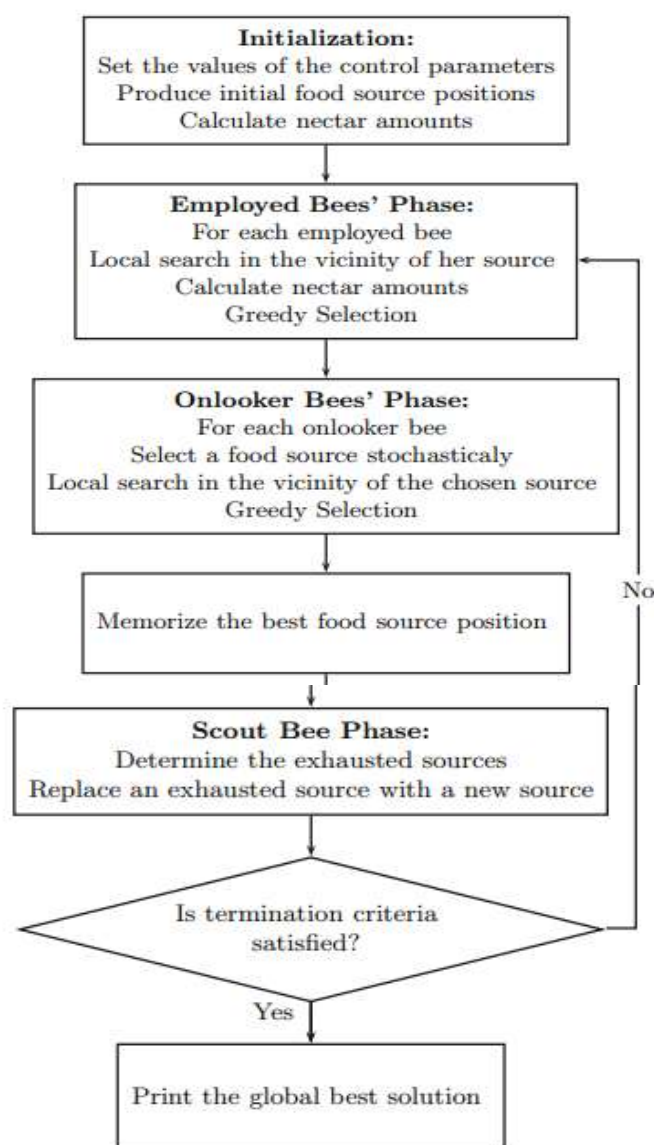 Initialization:
Set the values of the control parameters
Produce initial food source positions
Calculate nectar amounts
Employed Bees' Phase:
For each employed bee
Local search in the vicinity of her source
Calculate nectar amounts
Greedy Selection
Onlooker Bees' Phase:
For each onlooker bee
Select a food source stochasticaly
Local search in the vicinity of the chosen source
Greedy Selection
No
Memorize the best food source position
Scout Bee Phase:
Determine the exhausted sources
Replace an exhausted source with a new source
Is termination criteria
satisfied?
Yes
Print the global best solution